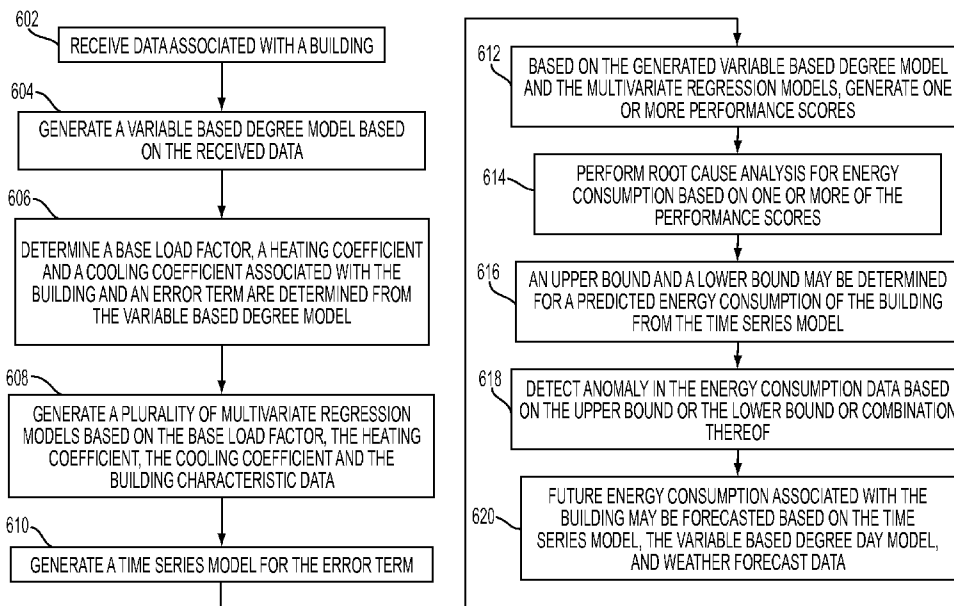 602
RECEIVE DATA ASSOCIATED WITH A BUILDING
604
GENERATE A VARIABLE BASED DEGREE MODEL BASED
ON THE RECEIVED DATA
606
DETERMINE A BASE LOAD FACTOR, A HEATING COEFFICIENT
AND A COOLING COEFFICIENT ASSOCIATED WITH THE
BUILDING AND AN ERROR TERM ARE DETERMINED FROM
THE VARIABLE BASED DEGREE MODEL
608
GENERATE A PLURALITY OF MULTIVARIATE REGRESSION
MODELS BASED ON THE BASE LOAD FACTOR, THE HEATING
COEFFICIENT, THE COOLING COEFFICIENT AND THE
BUILDING CHARACTERISTIC DATA
610
GENERATE A TIME SERIES MODEL FOR THE ERROR TERM
612
BASED ON THE GENERATED VARIABLE BASED DEGREE MODEL
AND THE MULTIVARIATE REGRESSION MODELS, GENERATE ONE
OR MORE PERFORMANCE SCORES
614
PERFORM ROOT CAUSE ANALYSIS FOR ENERGY
CONSUMPTION BASED ON ONE OR MORE OF THE
PERFORMANCE SCORES
616
AN UPPER BOUND AND A LOWER BOUND MAY BE DETERMINED
FOR A PREDICTED ENERGY CONSUMPTION OF THE BUILDING
FROM THE TIME SERIES MODEL
618
DETECT ANOMALY IN THE ENERGY CONSUMPTION DATA BASED
ON THE UPPER BOUND OR THE LOWER BOUND OR COMBINATION
THEREOF
620
FUTURE ENERGY CONSUMPTION ASSOCIATED WITH THE
BUILDING MAY BE FORECASTED BASED ON THE TIME
SERIES MODEL, THE VARIABLE BASED DEGREE DAY MODEL,
AND WEATHER FORECAST DATA